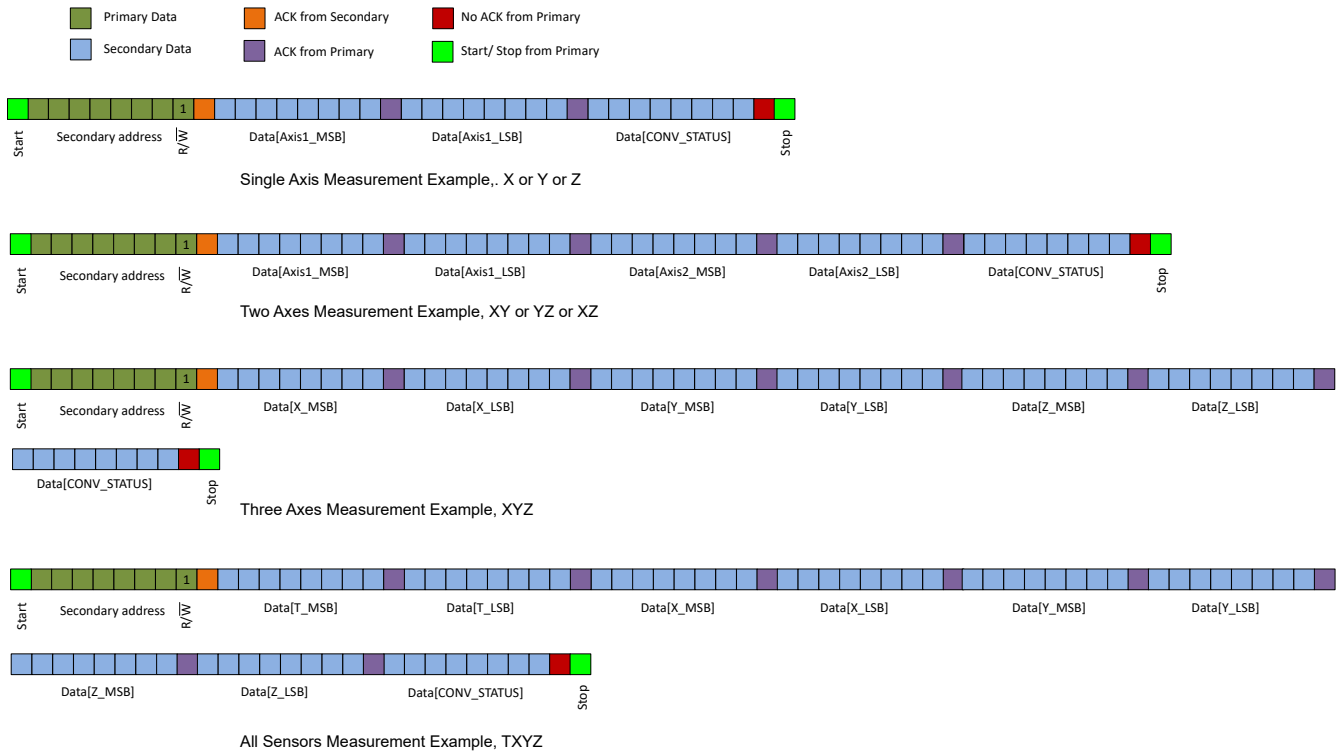 Primary Data ACK from Secondary No ACK from Primary
Secondary Data ACK from Primary Start/ Stop from Primary
1
Start Secondary address R/W Data[Axis1_MSB] Data[Axis1_LSB] Data[CONV_STATUS] Stop
Single Axis Measurement Example,. X or Y or Z
1
Start Secondary address R/W Data[Axis1_MSB] Data[Axis1_LSB] Data[Axis2_MSB] Data[Axis2_LSB] Data[CONV_STATUS] Stop
Two Axes Measurement Example, XY or YZ or XZ
1
Start Secondary address R/W Data[X_MSB] Data[X_LSB] Data[Y_MSB] Data[Y_LSB] Data[Z_MSB] Data[Z_LSB]
Data[CONV_STATUS] Stop
Three Axes Measurement Example, XYZ
1
Start Secondary address R/W Data[T_MSB] Data[T_LSB] Data[X_MSB] Data[X_LSB] Data[Y_MSB] Data[Y_LSB]
Data[Z_MSB] Data[Z_LSB] Data[CONV_STATUS] Stop
All Sensors Measurement Example, TXYZ